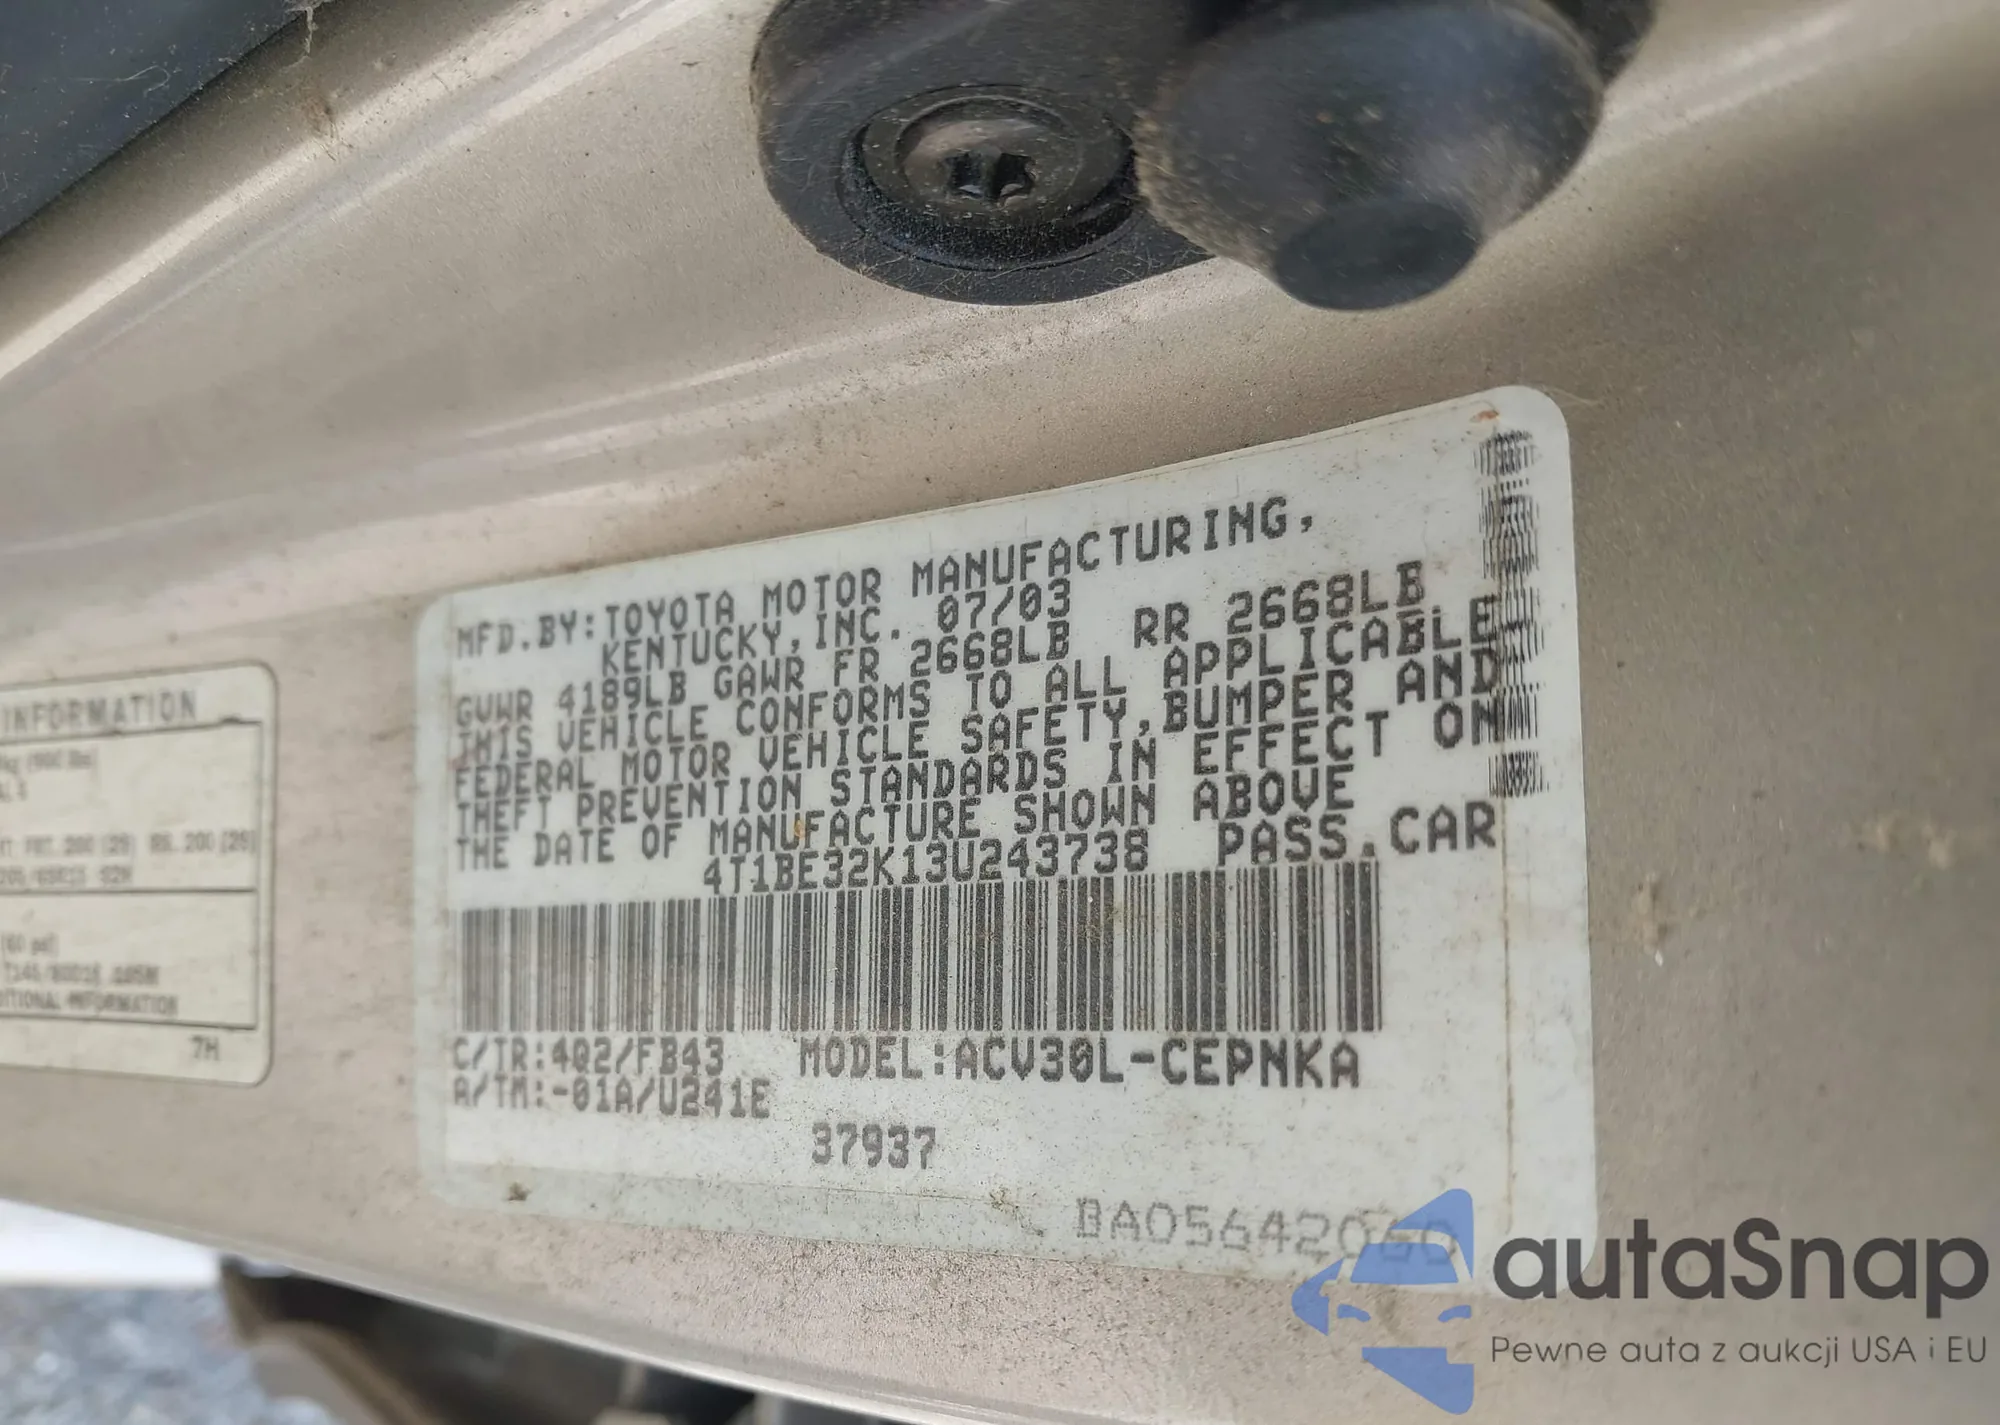 MFD.BY:TOYOTA MOTOR MANUFACTURING,
KENTUCKY,INC. 07/03
GVWR 4189LB GAWR FR 2668LB RR 2668LB
THIS VEHICLE CONFORMS TO ALL APPLICABLE
FEDERAL MOTOR VEHICLE SAFETY,BUMPER AND
THEFT PREVENTION STANDARDS IN EFFECT ON
THE DATE OF MANUFACTURE SHOWN ABOVE
4T1BE32K13U243738 PASS.CAR
C/TR:4Q2/FB43 MODEL:ACV30L-CEPNKA
A/TM:-01A/U241E
37937
BA05642060
INFORMATION
INFORMATION
7H
autaSnap
Pewne auta z aukcji USA i EU